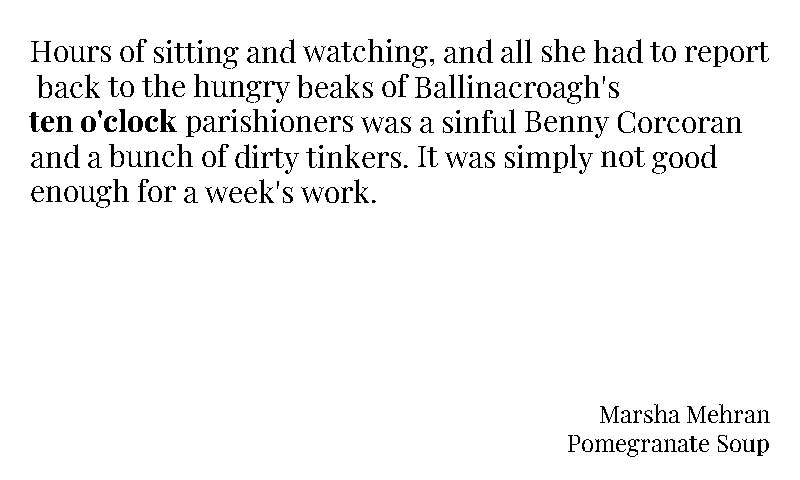 Hours of sitting and watching, and all she had to report
back to the hungry beaks of Ballinacroagh's
ten o'clock parishioners was a sinful Benny Corcoran
and a bunch of dirty tinkers. It was simply not good
enough for a week's work.
Marsha Mehran
Pomegranate Soup